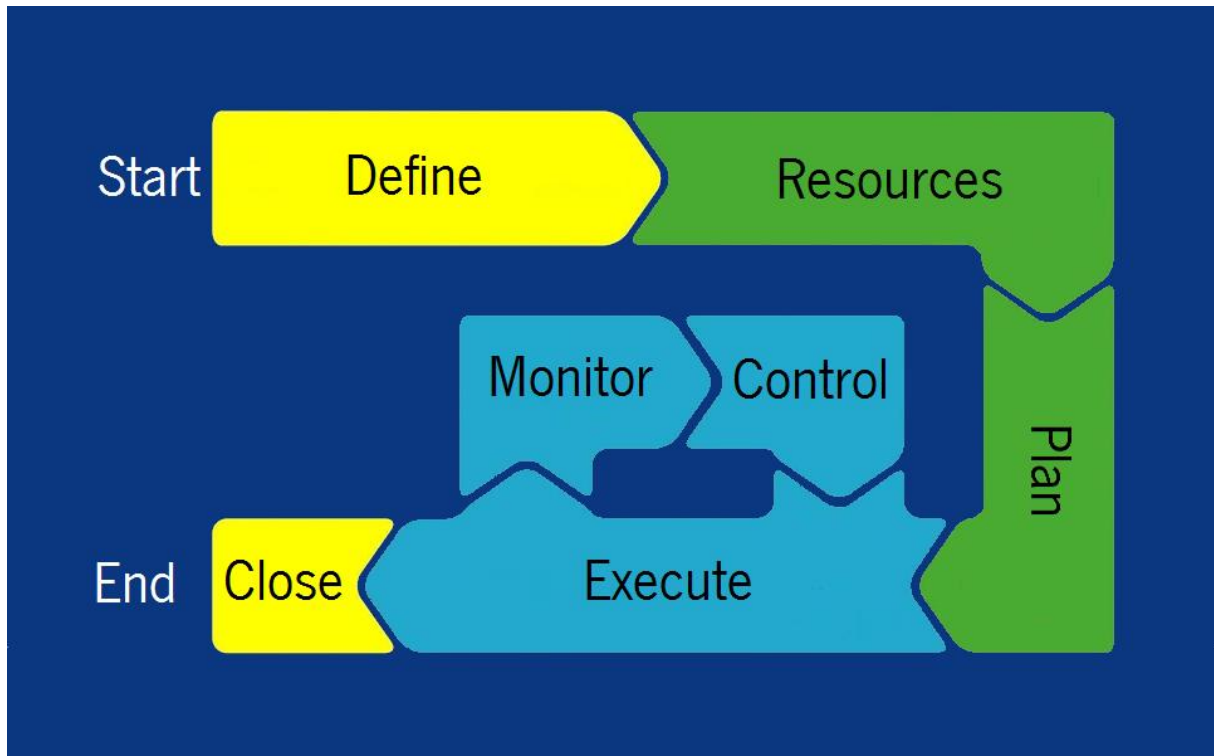 Start
Define
Resources
Monitor
Control
Plan
End
Close
Execute